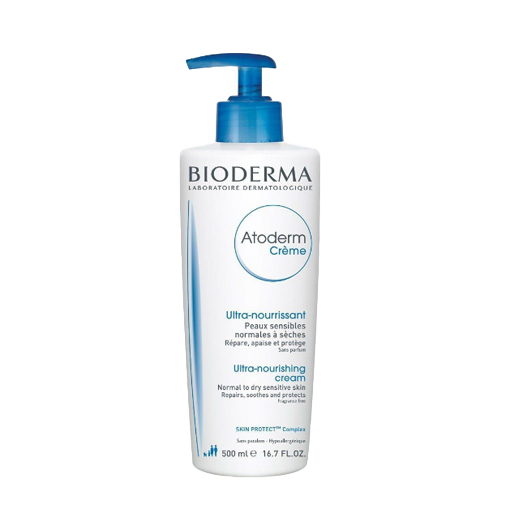 BIODERMA
LABORATOIRE DERMATOLOGIQUE
Atoderm
Crème
Ultra-nourrissant
Peaux sensibles
normales à sèches
Répare, apaise et protège
Sans parfum
Ultra-nourishing
cream
Normal to dry sensitive skin
Repairs, soothes and protects
Fragrance free
SKIN PROTECT™ Complex
Sans paraben - Hypoallergénique
500 ml e 16.7 FL.OZ.